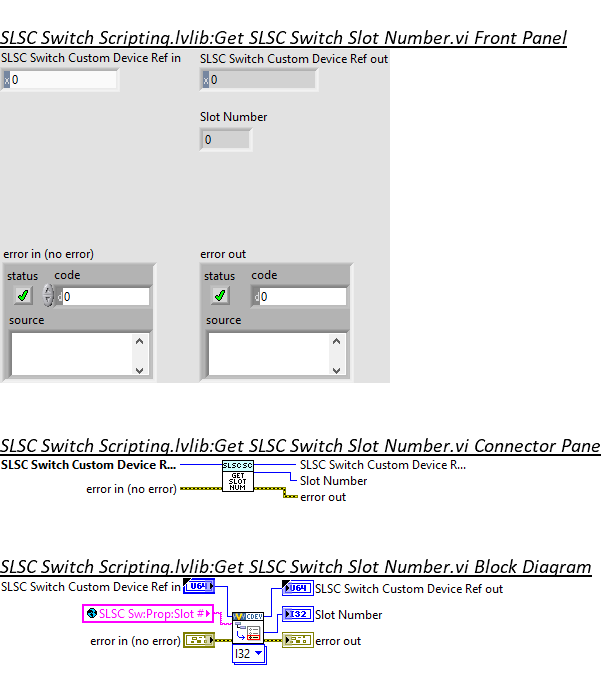 SLSC Switch Scripting.lvlib:Get SLSC Switch Slot Number.vi Front Panel
SLSC Switch Custom Device Ref in
SLSC Switch Custom Device Ref out
x 0
x 0
Slot Number
0
error in (no error)
error out
status code
status code
d 0
d 0
source
source
SLSC Switch Scripting.lvlib:Get SLSC Switch Slot Number.vi Connector Pane
SLSC Switch Custom Device R...
SLSC SC
SLSC Switch Custom Device R...
GET
SLOT
NUM
Slot Number
error in (no error)
error out
SLSC Switch Scripting.lvlib:Get SLSC Switch Slot Number.vi Block Diagram
SLSC Switch Custom Device Ref in
U64
U64
SLSC Switch Custom Device Ref out
SLSC Sw:Prop:Slot #
CDEV
I32
Slot Number
error in (no error)
error out
I32